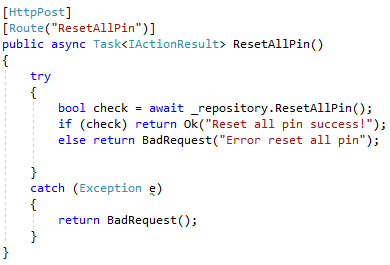 [HttpPost]
[Route("ResetAllPin")]
public async Task<IActionResult> ResetAllPin()
{
    try
    {
        bool check = await _repository.ResetAllPin();
        if (check) return Ok("Reset all pin success!");
        else return BadRequest("Error reset all pin");

    }
    catch (Exception e)
    {
        return BadRequest();
    }
}